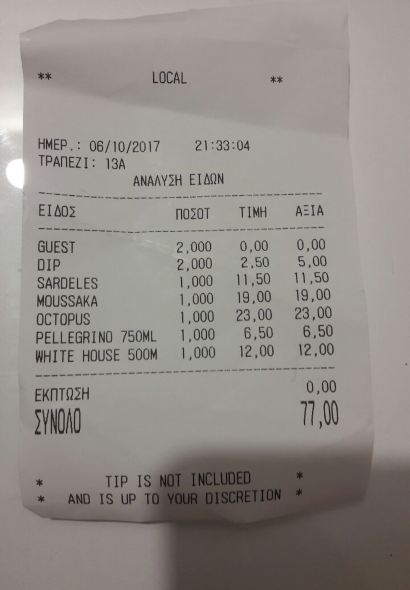 ** LOCAL **
ΗΜΕΡ.: 06/10/2017 21:33:04
ΤΡΑΠΕΖΙ: 13A
ΑΝΑΛΥΣΗ ΕΙΔΩΝ
ΕΙΔΟΣ ΠΟΣΟΤ ΤΙΜΗ ΑΞΙΑ
GUEST 2,000 0,00 0,00
DIP 2,000 2,50 5,00
SARDELES 1,000 11,50 11,50
MOUSSAKA 1,000 19,00 19,00
OCTOPUS 1,000 23,00 23,00
PELLEGRINO 750ML 1,000 6,50 6,50
WHITE HOUSE 500M 1,000 12,00 12,00
ΕΚΠΤΩΣΗ 0,00
ΣΥΝΟΛΟ 77,00
* TIP IS NOT INCLUDED *
* AND IS UP TO YOUR DISCRETION *